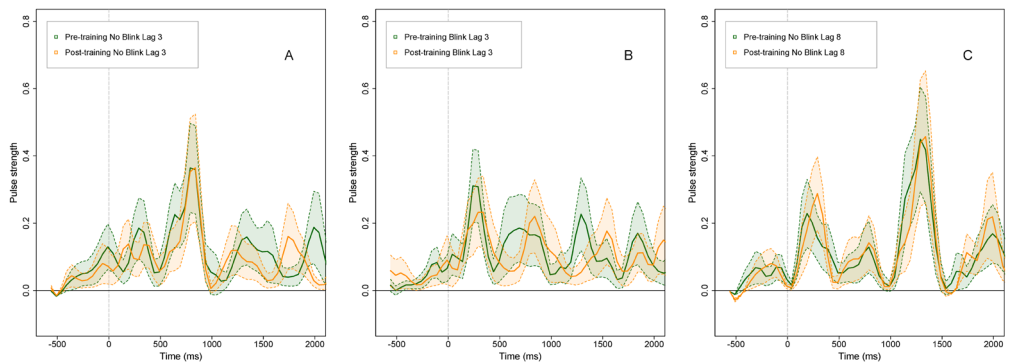 Pre-training No Blink Lag 3
Post-training No Blink Lag 3
A
0.8
0.6
0.4
0.2
0.0
Pulse strength
-500 0 500 1000 1500 2000
Time (ms)
Pre-training Blink Lag 3
Post-training Blink Lag 3
B
0.8
0.6
0.4
0.2
0.0
Pulse strength
-500 0 500 1000 1500 2000
Time (ms)
Pre-training No Blink Lag 8
Post-training No Blink Lag 8
C
0.8
0.6
0.4
0.2
0.0
Pulse strength
-500 0 500 1000 1500 2000
Time (ms)